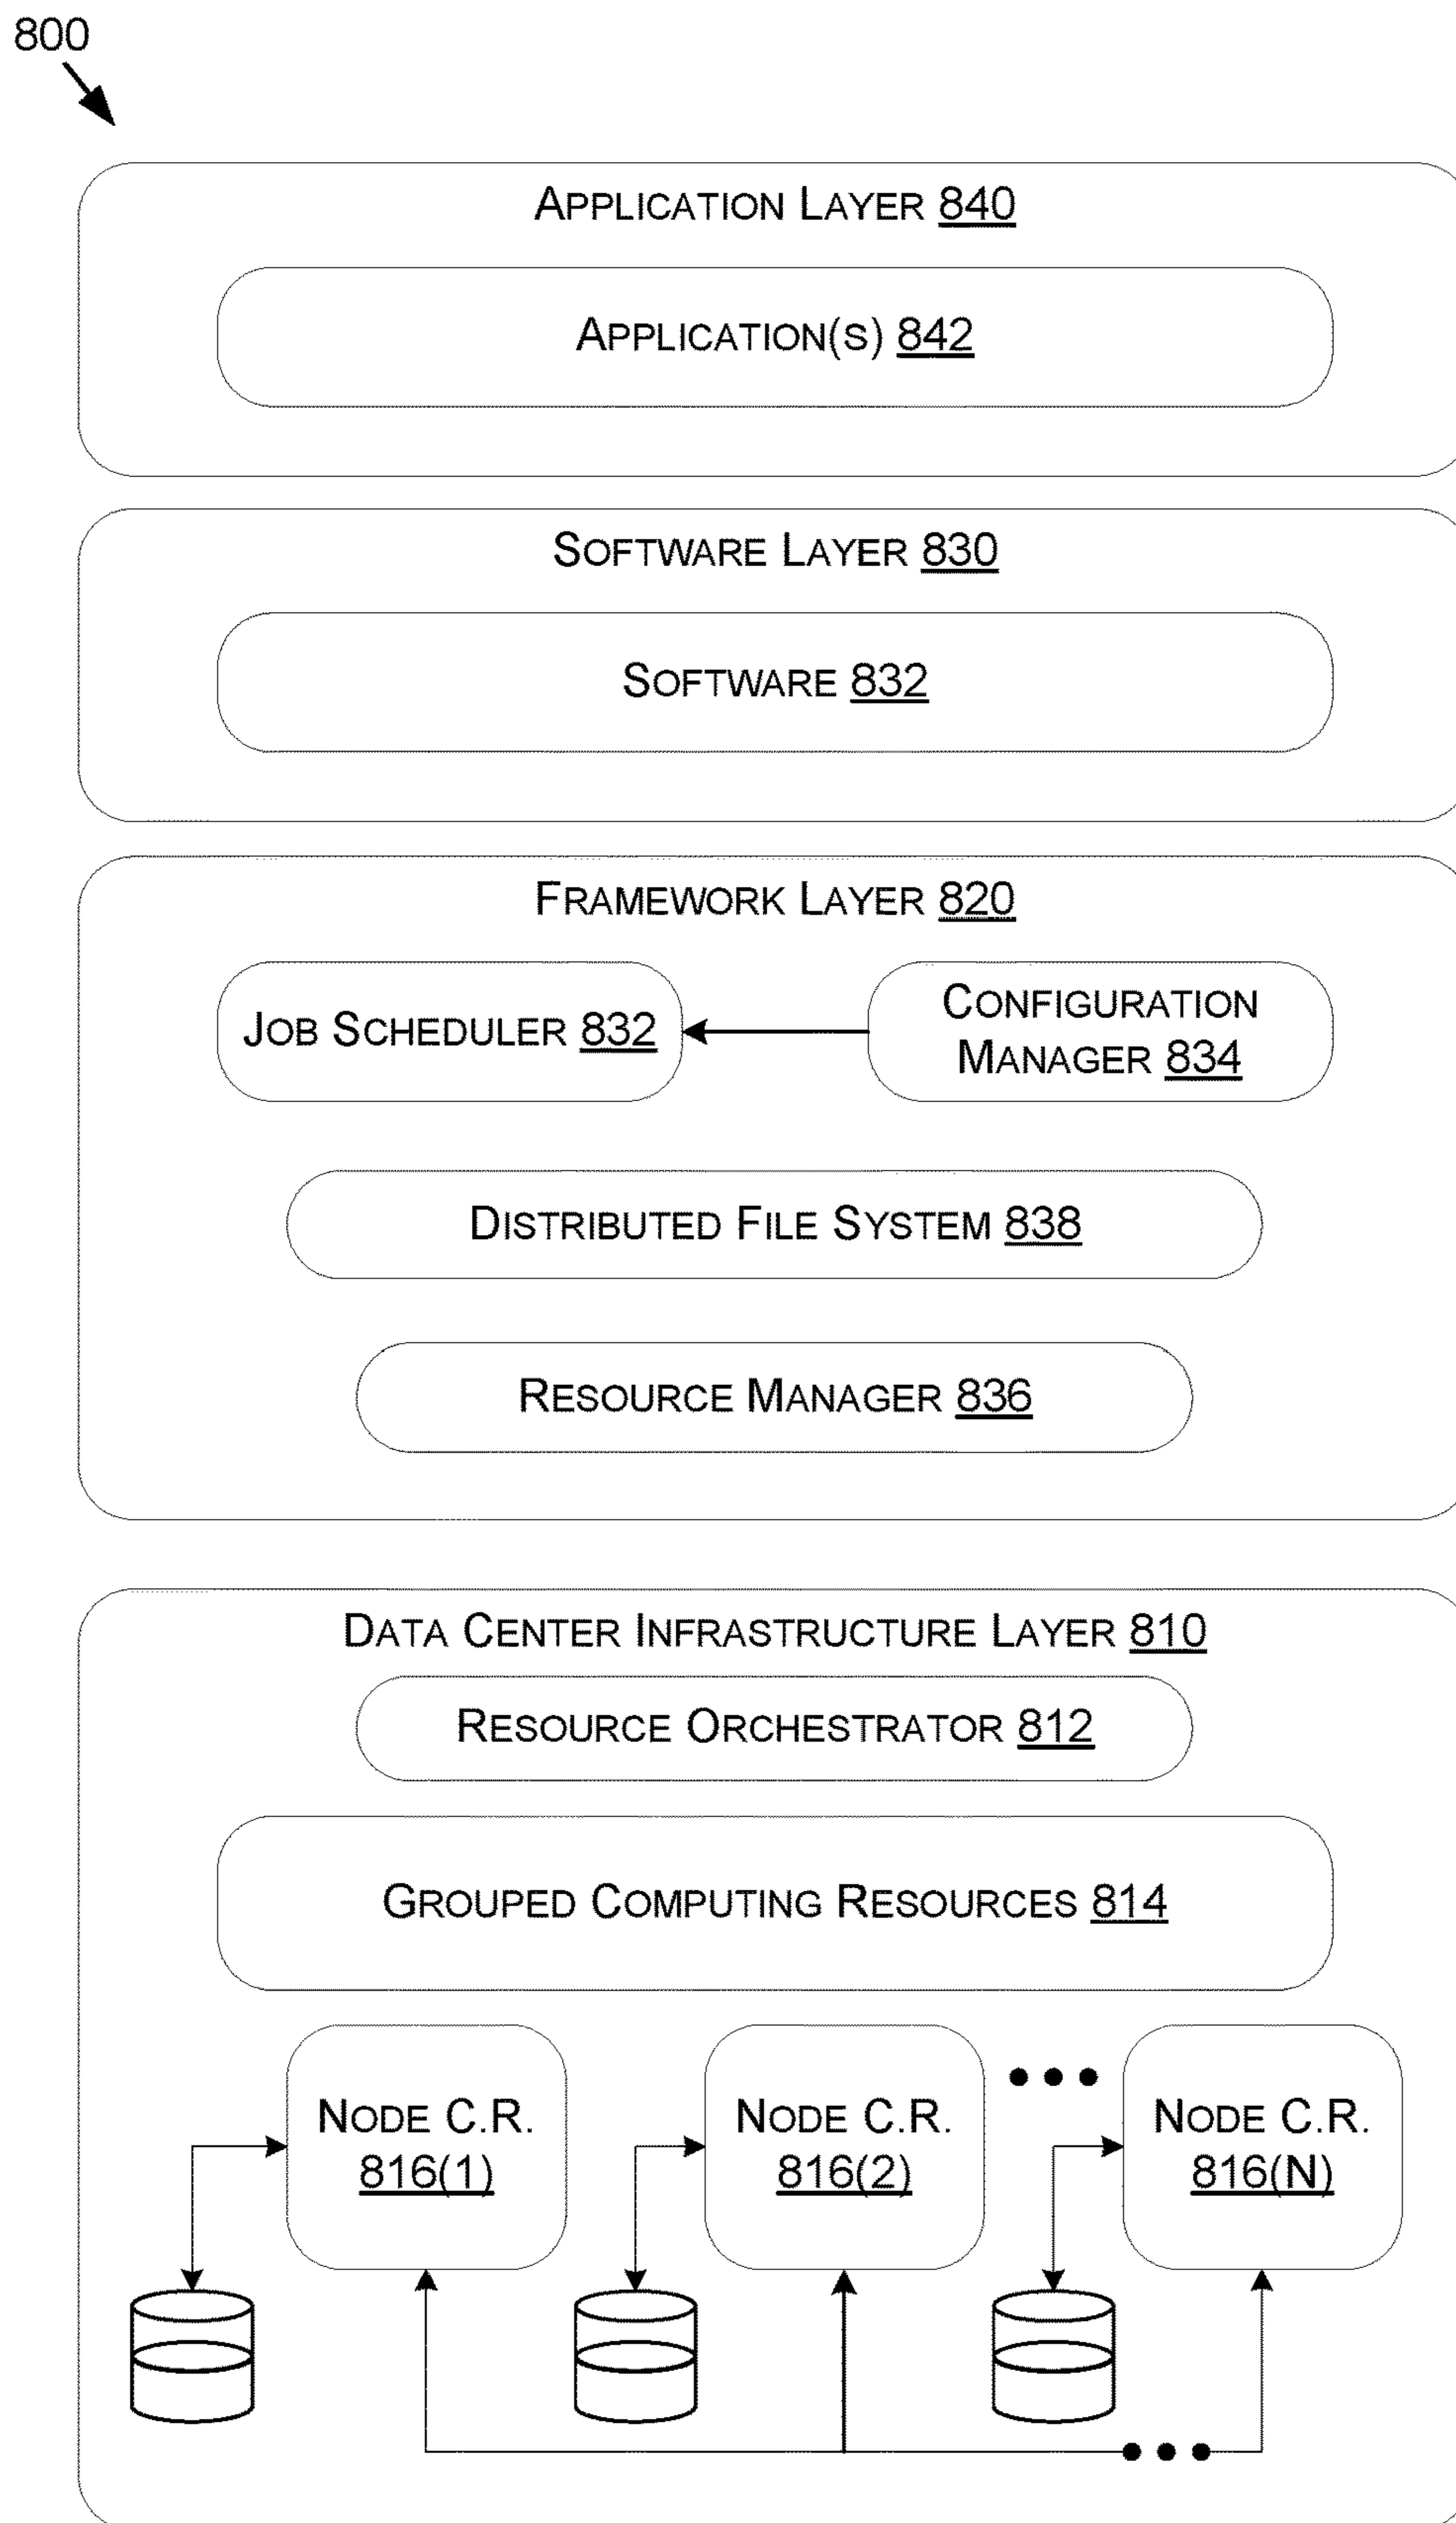 800
APPLICATION LAYER 840
APPLICATION(S) 842
SOFTWARE LAYER 830
SOFTWARE 832
FRAMEWORK LAYER 820
JOB SCHEDULER 832
CONFIGURATION
MANAGER 834
DISTRIBUTED FILE SYSTEM 838
RESOURCE MANAGER 836
DATA CENTER INFRASTRUCTURE LAYER 810
RESOURCE ORCHESTRATOR 812
GROUPED COMPUTING RESOURCES 814
NODE C.R.
816(1)
NODE C.R.
816(2)
NODE C.R.
816(N)